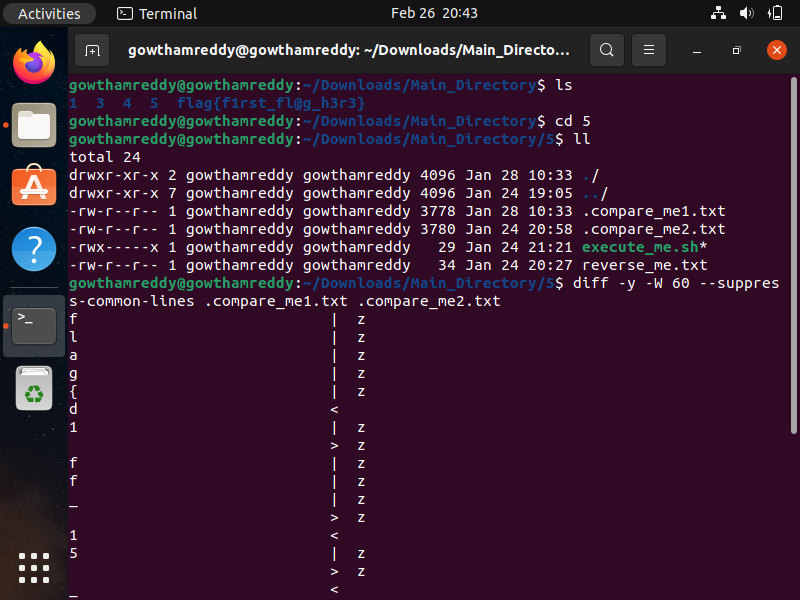 Activities Terminal Feb 26 20:43
gowthamreddy@gowthamreddy: ~/Downloads/Main_Directo...
gowthamreddy@gowthamreddy:~/Downloads/Main_Directory$ ls
1 3 4 5 flag{f1rst_fl@g_h3r3}
gowthamreddy@gowthamreddy:~/Downloads/Main_Directory$ cd 5
gowthamreddy@gowthamreddy:~/Downloads/Main_Directory/5$ ll
total 24
drwxr-xr-x 2 gowthamreddy gowthamreddy 4096 Jan 28 10:33 ./
drwxr-xr-x 7 gowthamreddy gowthamreddy 4096 Jan 24 19:05 ../
-rw-r--r-- 1 gowthamreddy gowthamreddy 3778 Jan 28 10:33 .compare_me1.txt
-rw-r--r-- 1 gowthamreddy gowthamreddy 3780 Jan 24 20:58 .compare_me2.txt
-rwx-----x 1 gowthamreddy gowthamreddy   29 Jan 24 21:21 execute_me.sh*
-rw-r--r-- 1 gowthamreddy gowthamreddy   34 Jan 24 20:27 reverse_me.txt
gowthamreddy@gowthamreddy:~/Downloads/Main_Directory/5$ diff -y -W 60 --suppres
s-common-lines .compare_me1.txt .compare_me2.txt
f | z
l | z
a | z
g | z
{ | z
d <
1 | z
> z
f | z
f | z
_ | z
> z
1 <
5 | z
> z
_ <